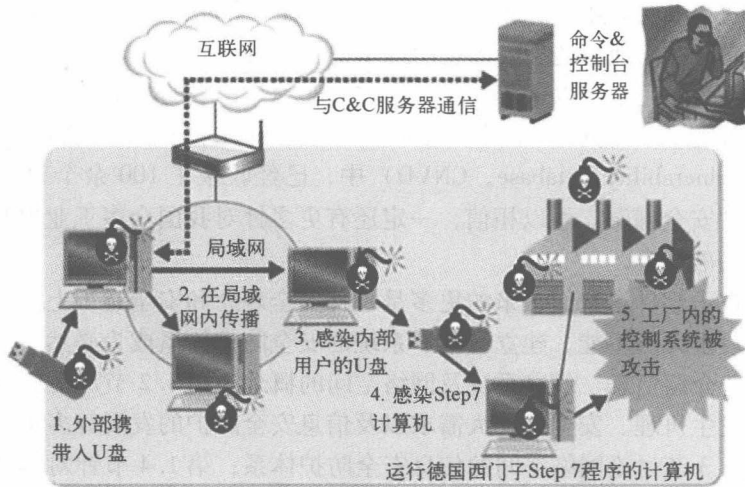 互联网
命令&
控制台
服务器
与C&C服务器通信
局域网
2. 在局域
网内传播
3. 感染内部
用户的U盘
5. 工厂内的
控制系统被
攻击
1. 外部携
带入U盘
4. 感染Step7
计算机
运行德国西门子Step 7程序的计算机